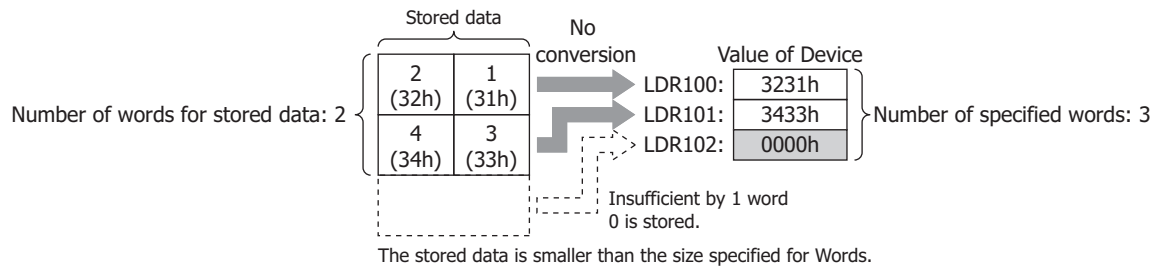 Stored data
No
conversion
Value of Device
2
(32h)
1
(31h)
LDR100:
3231h
Number of words for stored data: 2
LDR101:
3433h
Number of specified words: 3
4
(34h)
3
(33h)
LDR102:
0000h
Insufficient by 1 word
0 is stored.
The stored data is smaller than the size specified for Words.